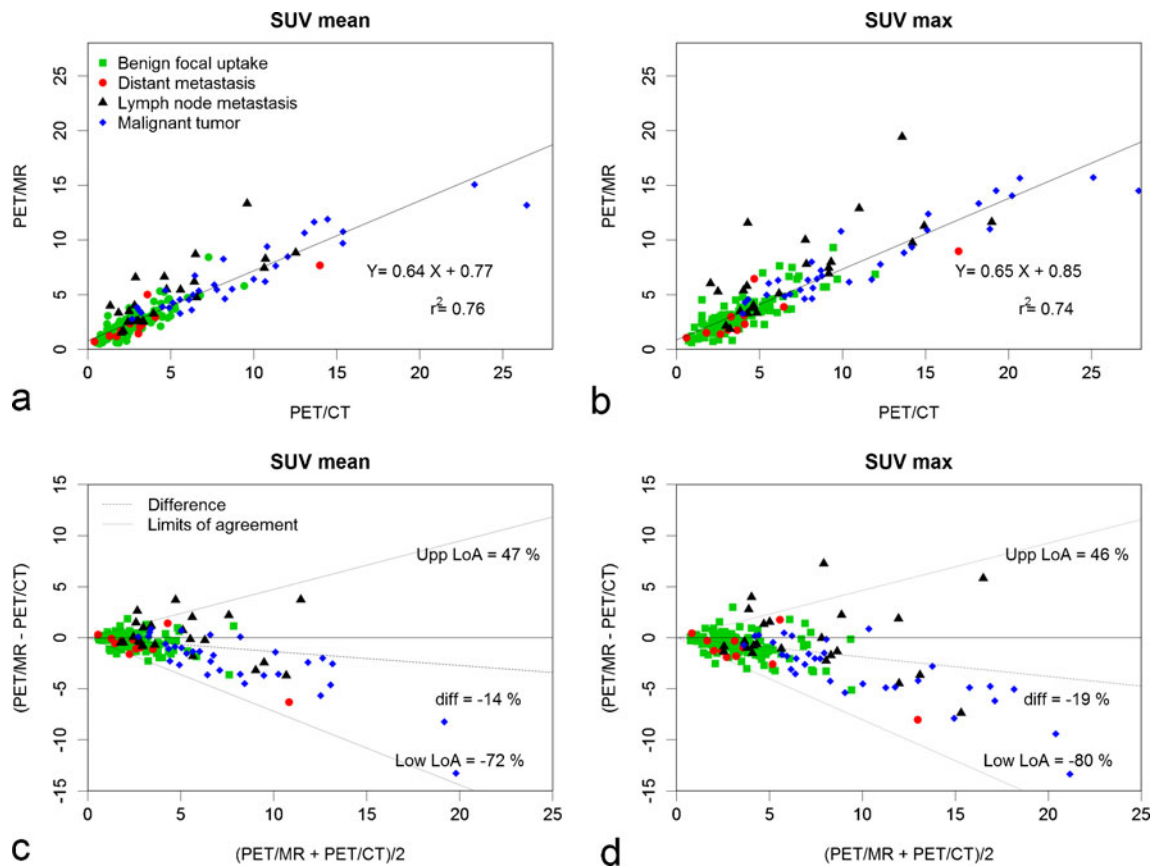 SUV mean
25
20
15
10
5
0
PET/MR
Benign focal uptake
Distant metastasis
Lymph node metastasis
Malignant tumor
Y= 0.64 X + 0.77
r²= 0.76
0 5 10 15 20 25
PET/CT
a
SUV max
25
20
15
10
5
0
PET/MR
Y= 0.65 X + 0.85
r²= 0.74
0 5 10 15 20 25
PET/CT
b
SUV mean
15
10
5
0
-5
-10
-15
(PET/MR - PET/CT)
Difference
Limits of agreement
Upp LoA = 47 %
diff = -14 %
Low LoA = -72 %
0 5 10 15 20 25
(PET/MR + PET/CT)/2
c
SUV max
15
10
5
0
-5
-10
-15
(PET/MR - PET/CT)
Upp LoA = 46 %
diff = -19 %
Low LoA = -80 %
0 5 10 15 20 25
(PET/MR + PET/CT)/2
d